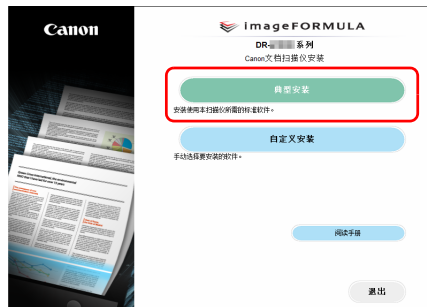 Canon
imageFORMULA
DR- 系列
Canon文档扫描仪安装
典型安装
安装使用本扫描仪所需的标准软件。
自定义安装
手动选择要安装的软件。
阅读手册
退出